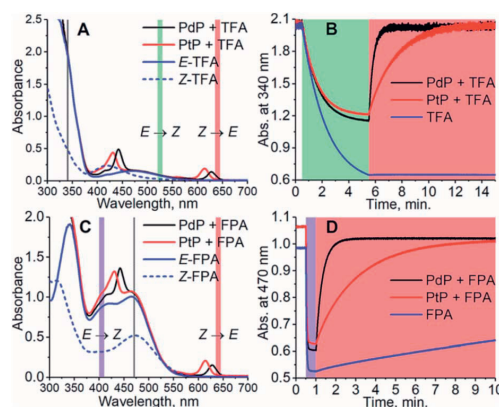 A
PdP + TFA
PtP + TFA
E-TFA
Z-TFA
E → Z Z → E
Absorbance
2.5
2.0
1.5
1.0
0.5
0.0
300 350 400 450 500 550 600 650 700
Wavelength, nm
B
PdP + TFA
PtP + TFA
TFA
Abs. at 340 nm
2.1
1.8
1.5
1.2
0.9
0.6
0 2 4 6 8 10 12 14
Time, min.
C
PdP + FPA
PtP + FPA
E-FPA
Z-FPA
E → Z Z → E
Absorbance
2.0
1.5
1.0
0.5
0.0
300 350 400 450 500 550 600 650 700
Wavelength, nm
D
PdP + FPA
PtP + FPA
FPA
Abs. at 470 nm
1.1
1.0
0.9
0.8
0.7
0.6
0.5
0 2 4 6 8 10
Time, min.